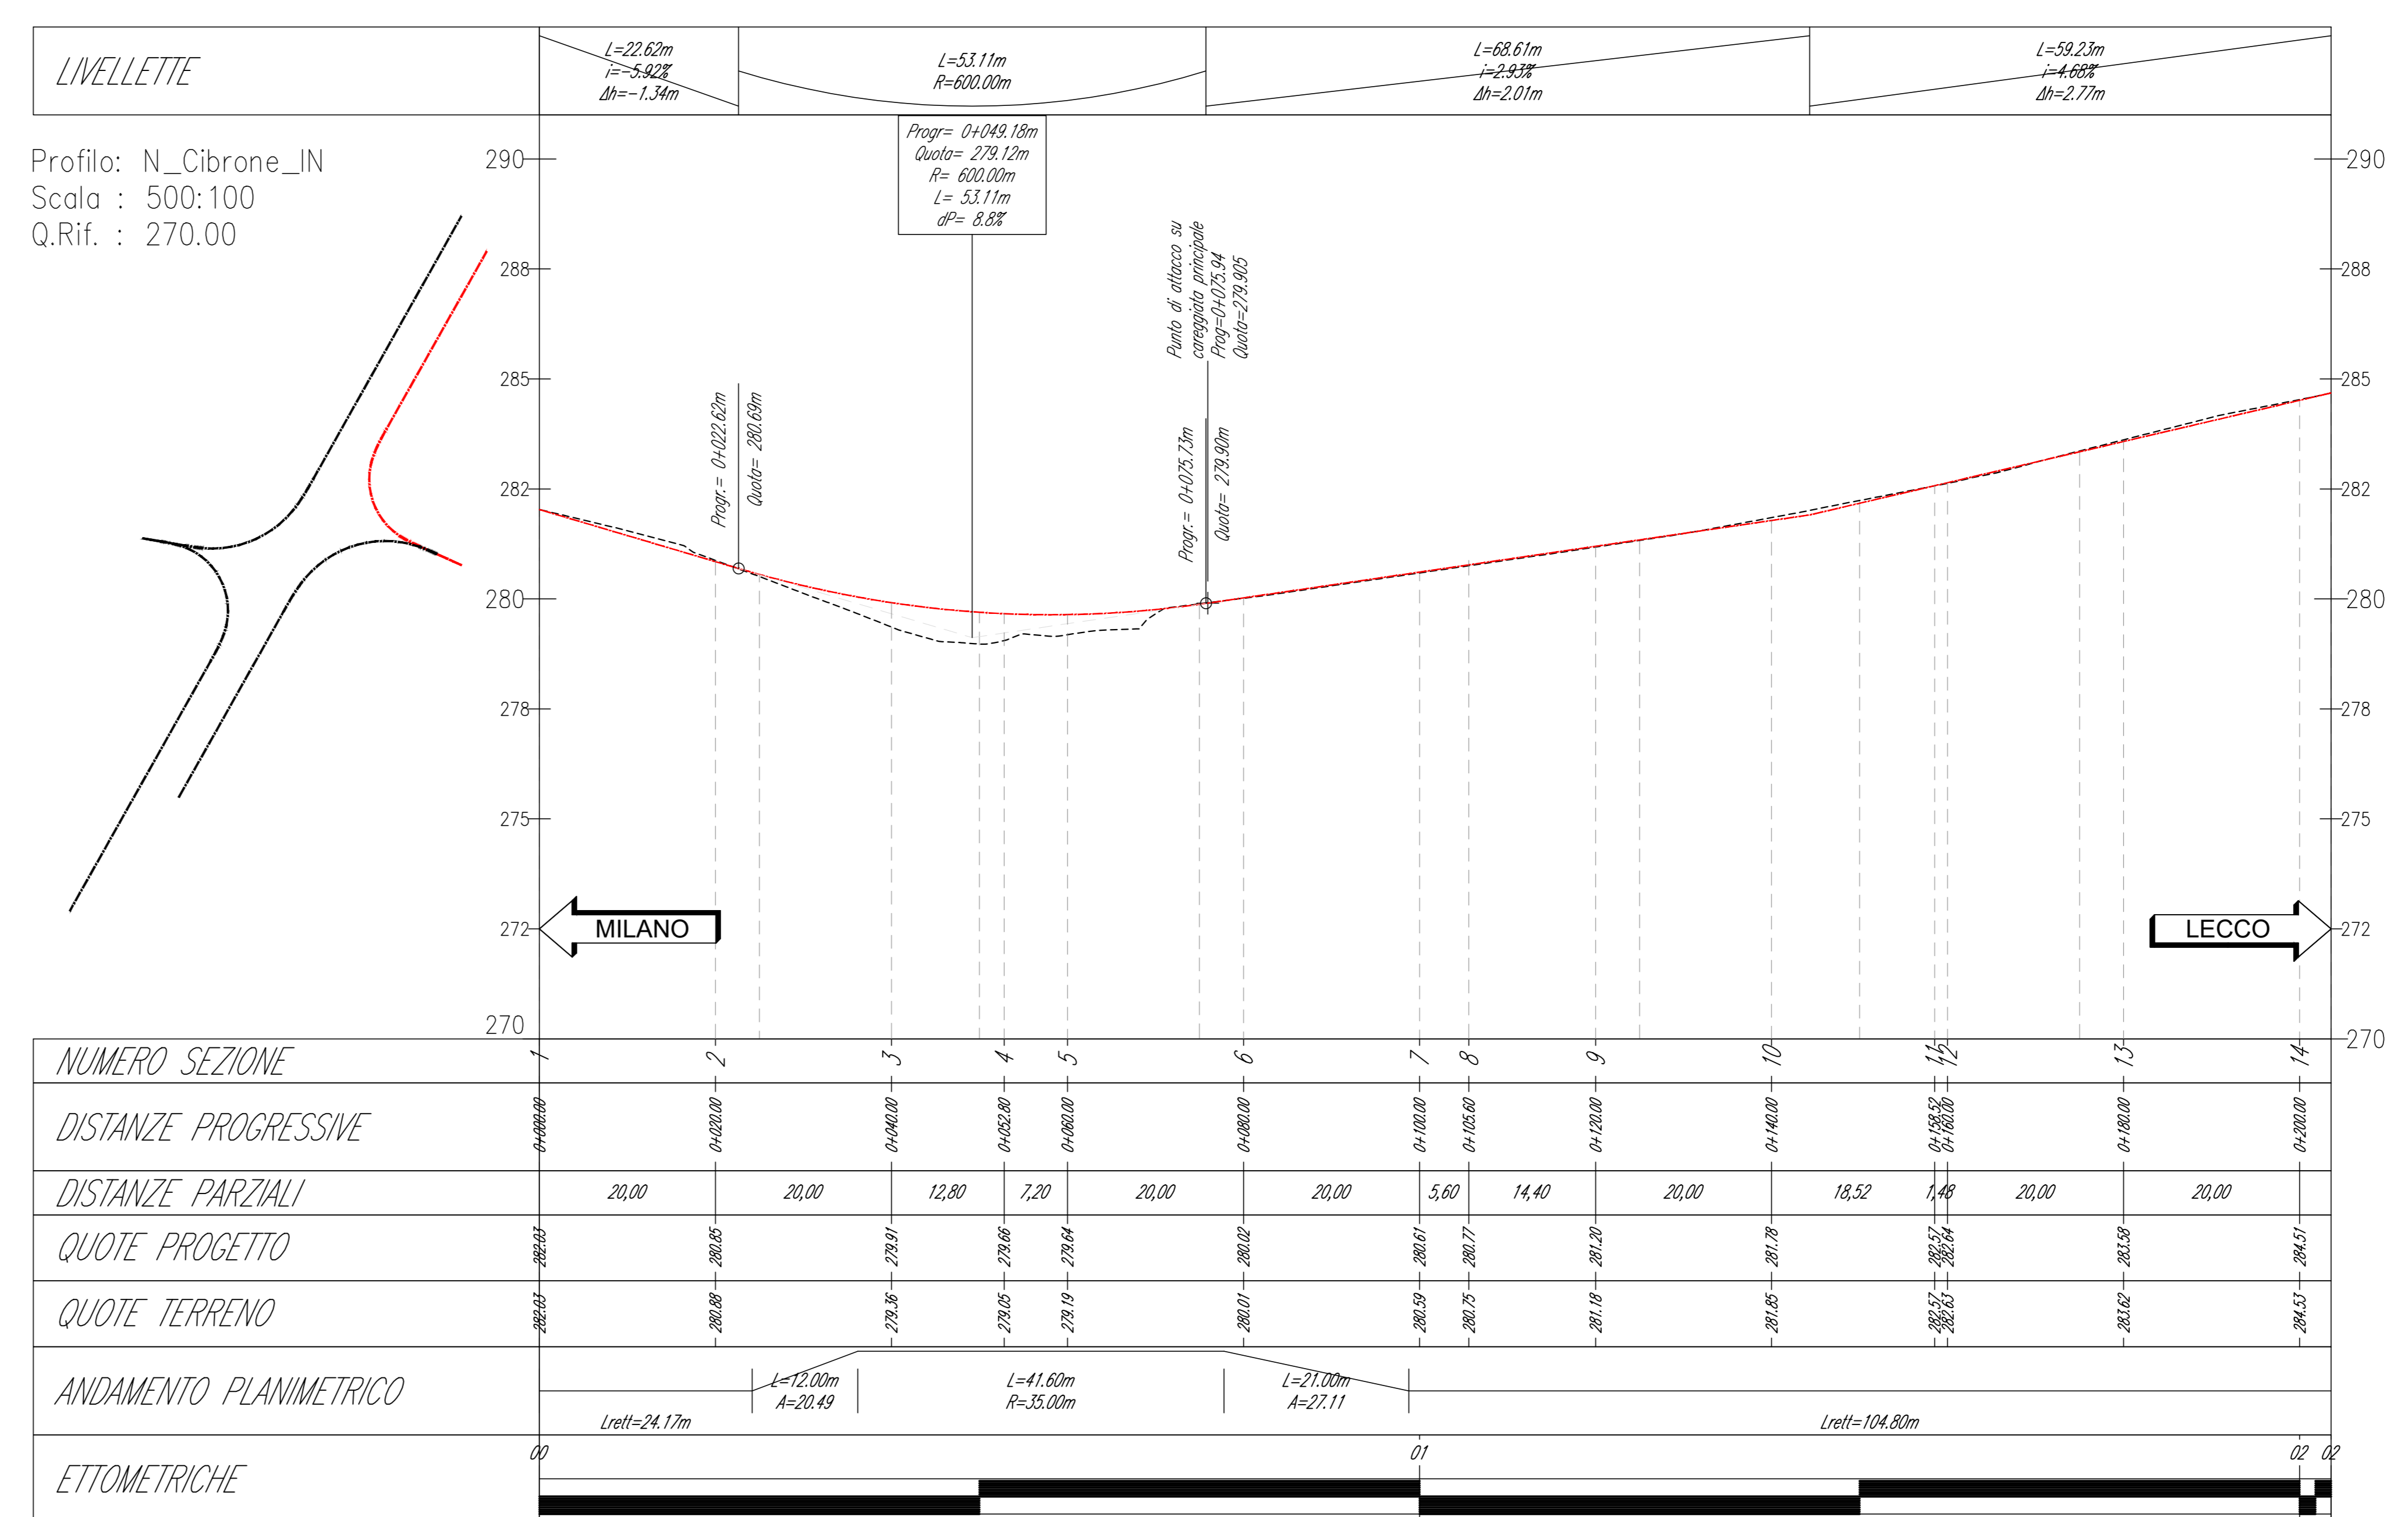 LIVELLETTE
L=22.62m
i=-5.92%
Δh=-1.34m
L=53.11m
R=600.00m
L=68.61m
i=2.93%
Δh=2.01m
L=59.23m
i=4.68%
Δh=2.77m
Profilo: N_Cibrone_IN
Scala : 500:100
Q.Rif. : 270.00
Progr= 0+049.18m
Quota= 279.12m
R= 600.00m
L= 53.11m
dP= 8.8%
290
288
285
282
280
278
275
272
270
290
288
285
282
280
278
275
272
270
Progr.= 0+022.62m
Quota= 280.69m
Punto di attacco su
careggiata principale
Prog=0+075.94
Quota=279.905
Progr.= 0+075.73m
Quota= 279.90m
MILANO
LECCO
NUMERO SEZIONE
1 2 3 4 5 6 7 8 9 10 11 12 13 14
DISTANZE PROGRESSIVE
0+000.00 0+020.00 0+040.00 0+052.80 0+060.00 0+080.00 0+100.00 0+105.60 0+120.00 0+140.00 0+158.52 0+160.00 0+180.00 0+200.00
DISTANZE PARZIALI
20,00 20,00 12,80 7,20 20,00 20,00 5,60 14,40 20,00 18,52 1,48 20,00 20,00
QUOTE PROGETTO
282.03 280.85 279.91 279.66 279.64 280.02 280.61 280.77 281.20 281.78 282.57 282.64 283.58 284.51
QUOTE TERRENO
282.03 280.88 279.36 279.05 279.19 280.01 280.59 280.75 281.18 281.85 282.57 282.63 283.62 284.53
ANDAMENTO PLANIMETRICO
Lrett=24.17m
L=12.00m
A=20.49
L=41.60m
R=35.00m
L=21.00m
A=27.11
Lrett=104.80m
ETTOMETRICHE
00 01 02 02